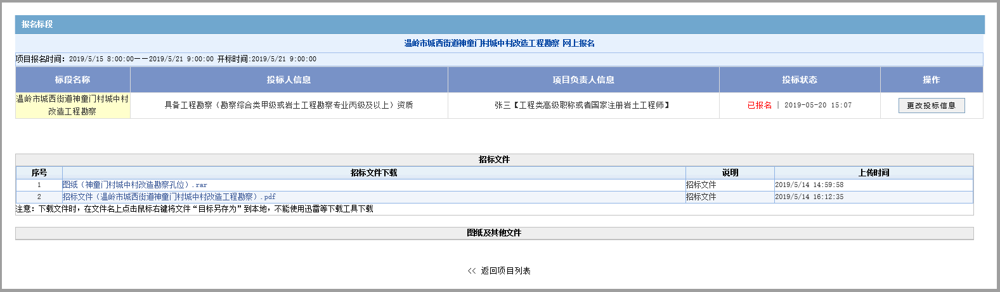 报名标段
温岭市城西街道神童门村城中村改造工程勘察 网上报名
项目报名时间：2019/5/15 8:00:00——2019/5/21 9:00:00 开标时间:2019/5/21 9:00:00
标段名称 投标人信息 项目负责人信息 投标状态 操作
温岭市城西街道神童门村城中村
改造工程勘察
具备工程勘察（勘察综合类甲级或岩土工程勘察专业丙级及以上）资质
张三【工程类高级职称或者国家注册岩土工程师】
已报名 | 2019-05-20 15:07
更改投标信息
招标文件
序号 招标文件下载 说明 上传时间
1 图纸（神童门村城中村改造勘察孔位）.rar 招标文件 2019/5/14 14:59:58
2 招标文件（温岭市城西街道神童门村城中村改造工程勘察）.pdf 招标文件 2019/5/14 16:12:35
注意：下载文件时，在文件名上点击鼠标右键将文件“目标另存为”到本地，不能使用迅雷等下载工具下载
图纸及其他文件
<< 返回项目列表